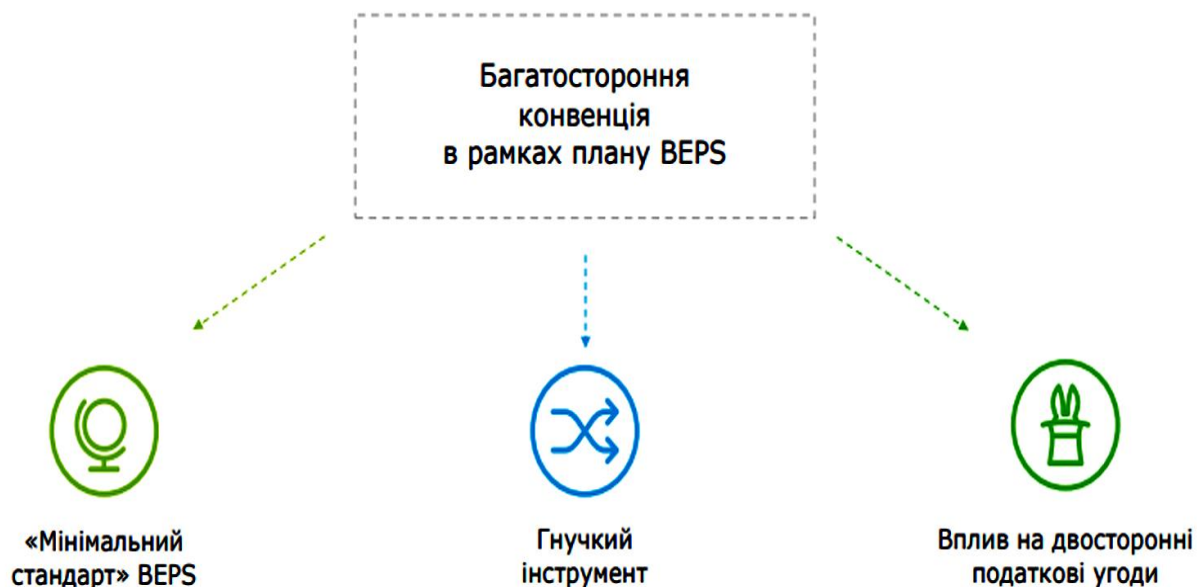 Багатостороння
конвенція
в рамках плану BEPS
«Мінімальний
стандарт» BEPS
Гнучкий
інструмент
Вплив на двосторонні
податкові угоди